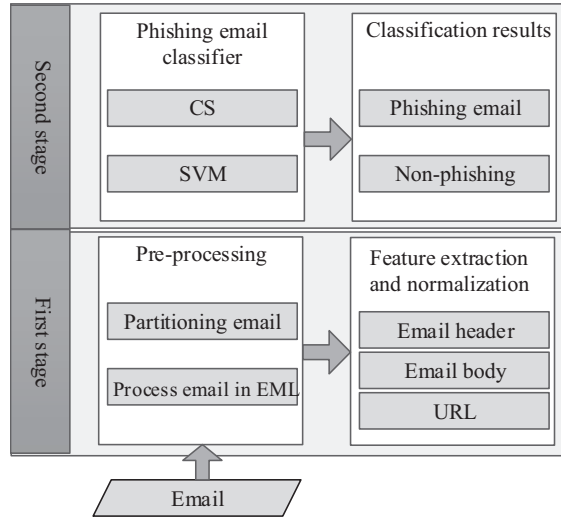 Second stage
Phishing email
classifier
CS
SVM
Classification results
Phishing email
Non-phishing
First stage
Pre-processing
Partitioning email
Process email in EML
Feature extraction
and normalization
Email header
Email body
URL
Email